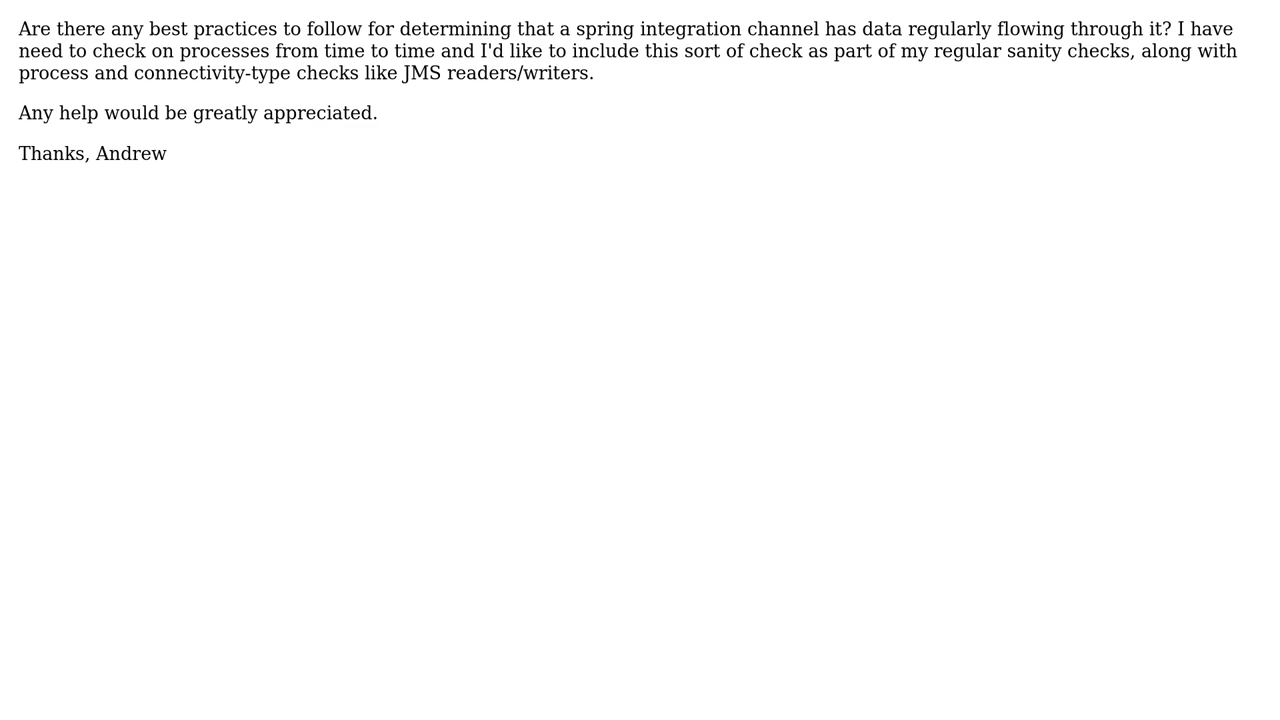 Are there any best practices to follow for determining that a spring integration channel has data regularly flowing through it? I have
need to check on processes from time to time and I'd like to include this sort of check as part of my regular sanity checks, along with
process and connectivity-type checks like JMS readers/writers.
Any help would be greatly appreciated.
Thanks, Andrew